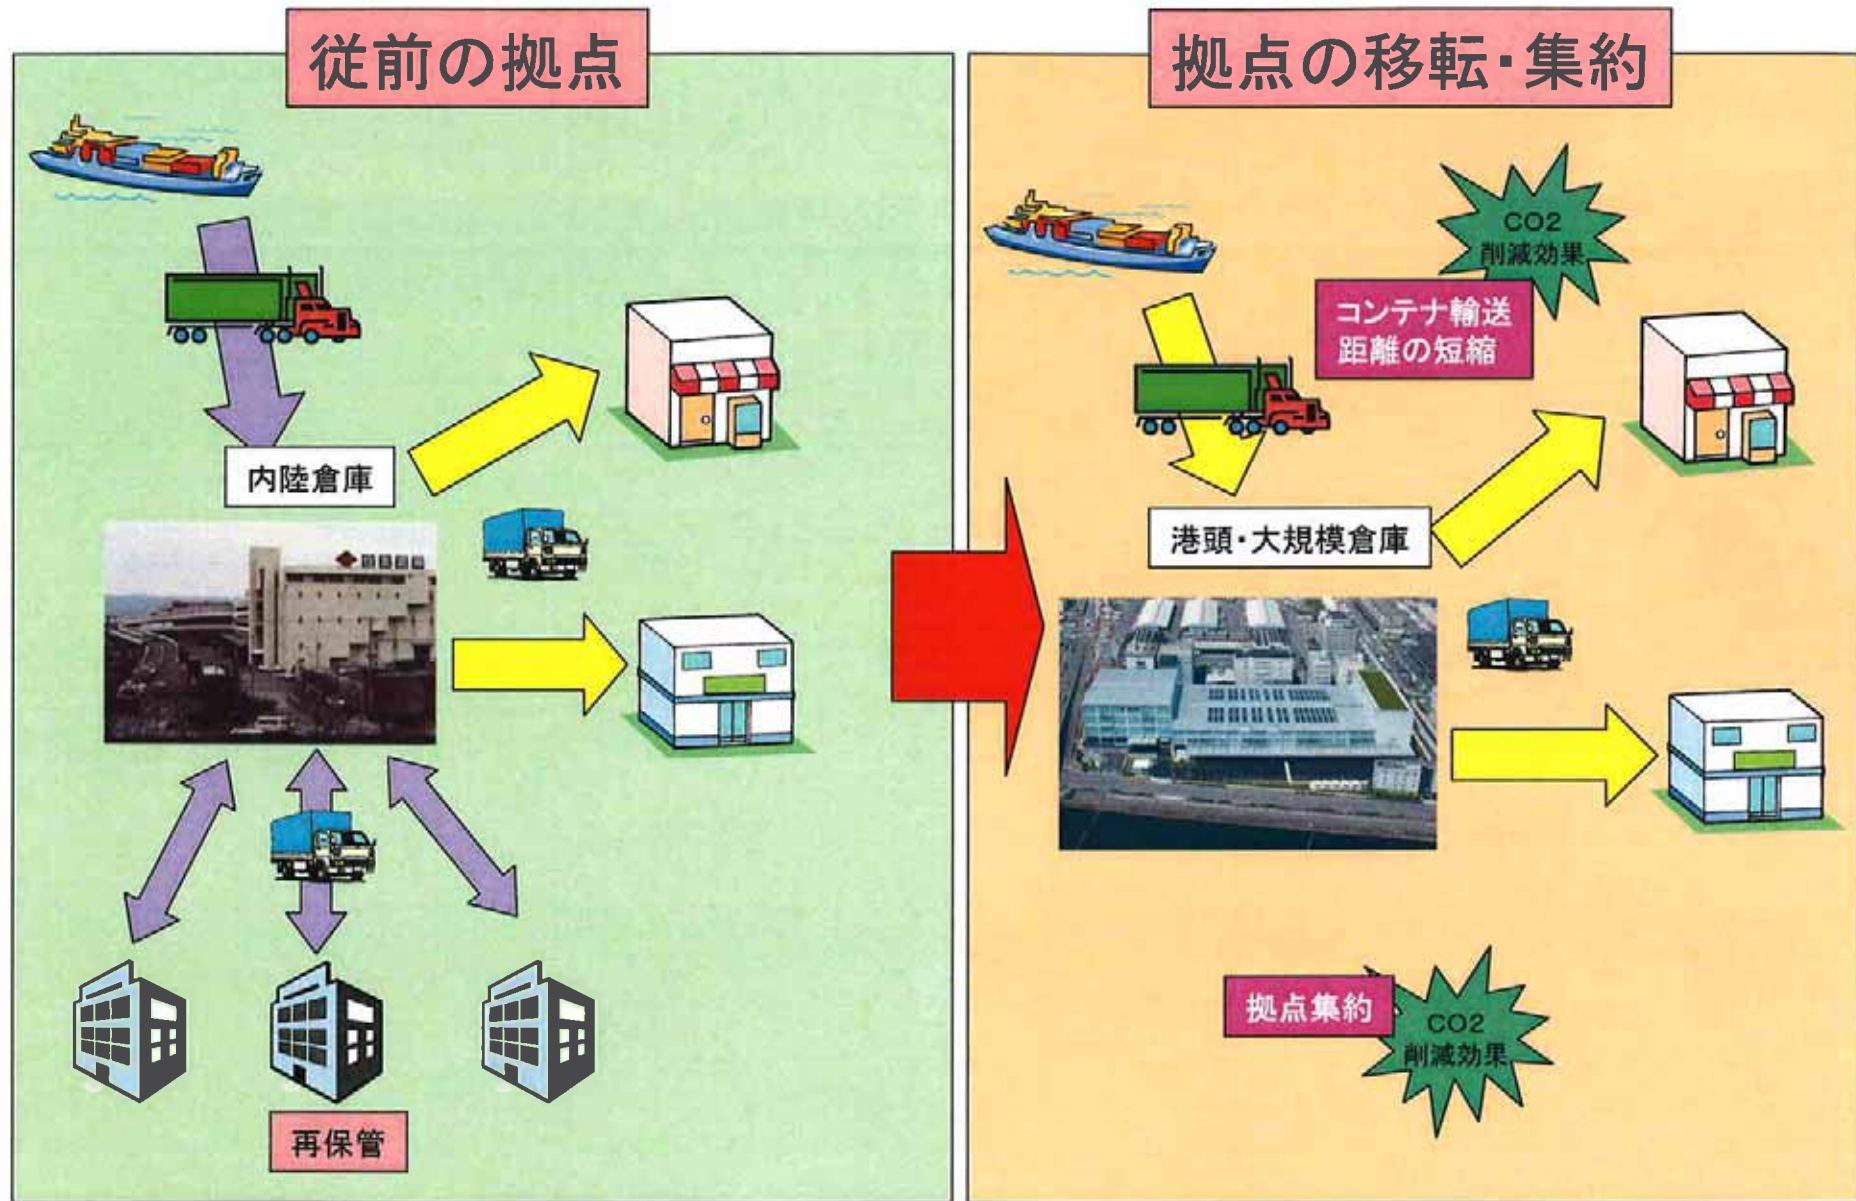 従前の拠点
内陸倉庫
再保管
拠点の移転・集約
CO2
削減効果
コンテナ輸送
距離の短縮
港頭・大規模倉庫
拠点集約
CO2
削減効果